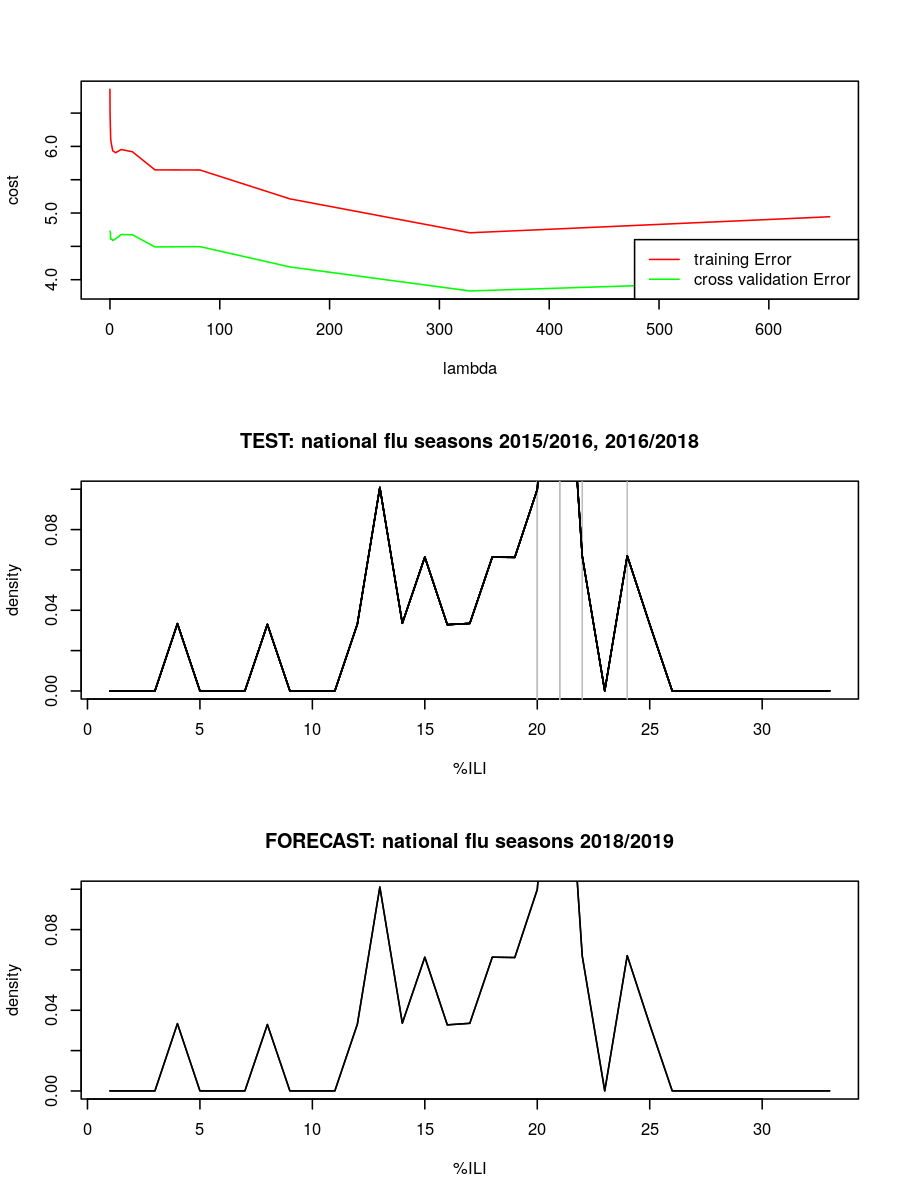 6.0
5.0
4.0
cost
training Error
cross validation Error
0 100 200 300 400 500 600
lambda
TEST: national flu seasons 2015/2016, 2016/2018
0.08
0.04
0.00
density
0 5 10 15 20 25 30
%ILI
FORECAST: national flu seasons 2018/2019
0.08
0.04
0.00
density
0 5 10 15 20 25 30
%ILI